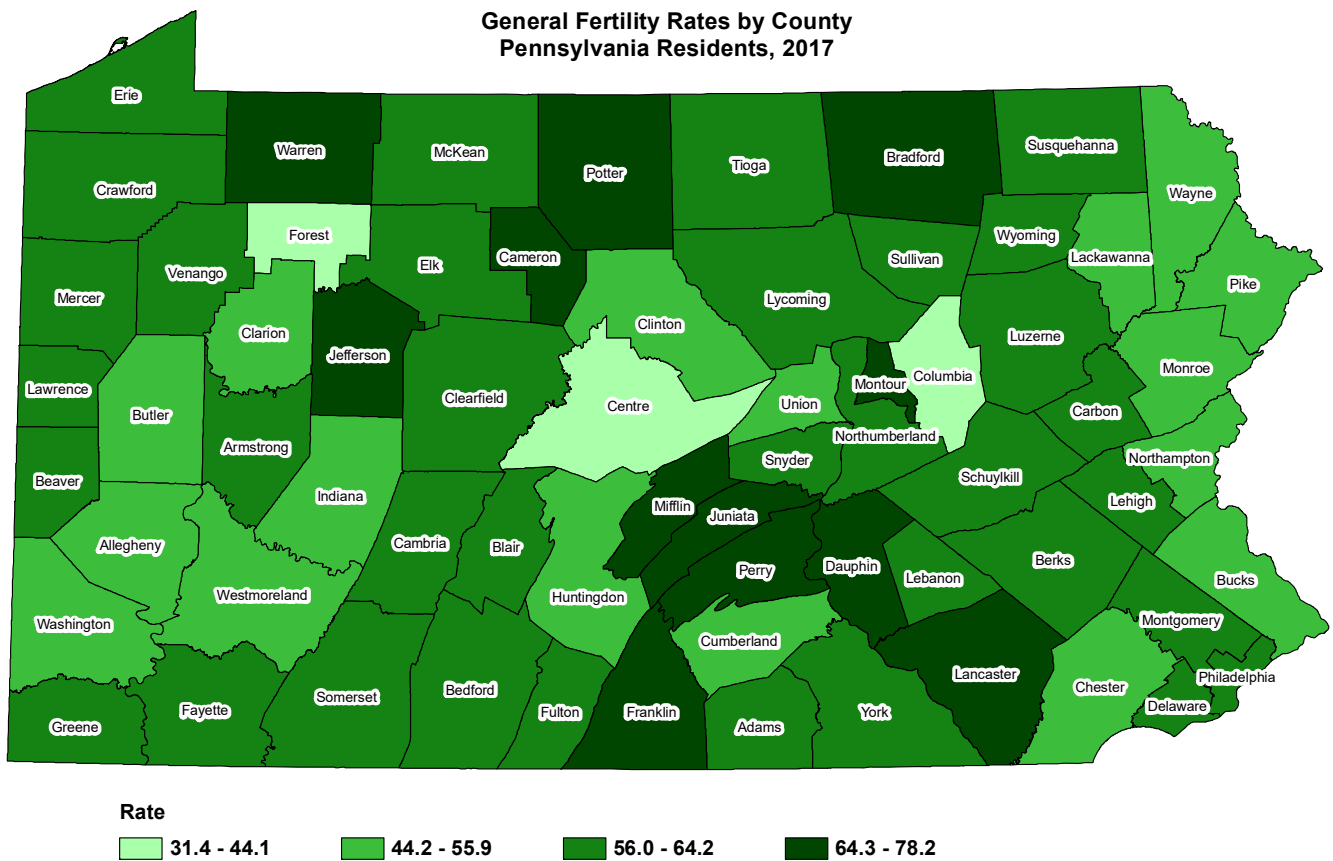 General Fertility Rates by County
Pennsylvania Residents, 2017
Erie
Warren
McKean
Potter
Tioga
Bradford
Susquehanna
Wayne
Crawford
Forest
Venango
Elk
Cameron
Sullivan
Wyoming
Lackawanna
Pike
Mercer
Clarion
Jefferson
Clinton
Lycoming
Luzerne
Monroe
Lawrence
Butler
Clearfield
Centre
Union
Montour
Columbia
Carbon
Armstrong
Northumberland
Northampton
Beaver
Indiana
Snyder
Schuylkill
Lehigh
Allegheny
Cambria
Blair
Mifflin
Juniata
Perry
Dauphin
Lebanon
Berks
Bucks
Washington
Westmoreland
Huntingdon
Cumberland
Montgomery
Greene
Fayette
Somerset
Bedford
Fulton
Franklin
Adams
York
Lancaster
Chester
Delaware
Philadelphia
Rate
31.4 - 44.1
44.2 - 55.9
56.0 - 64.2
64.3 - 78.2